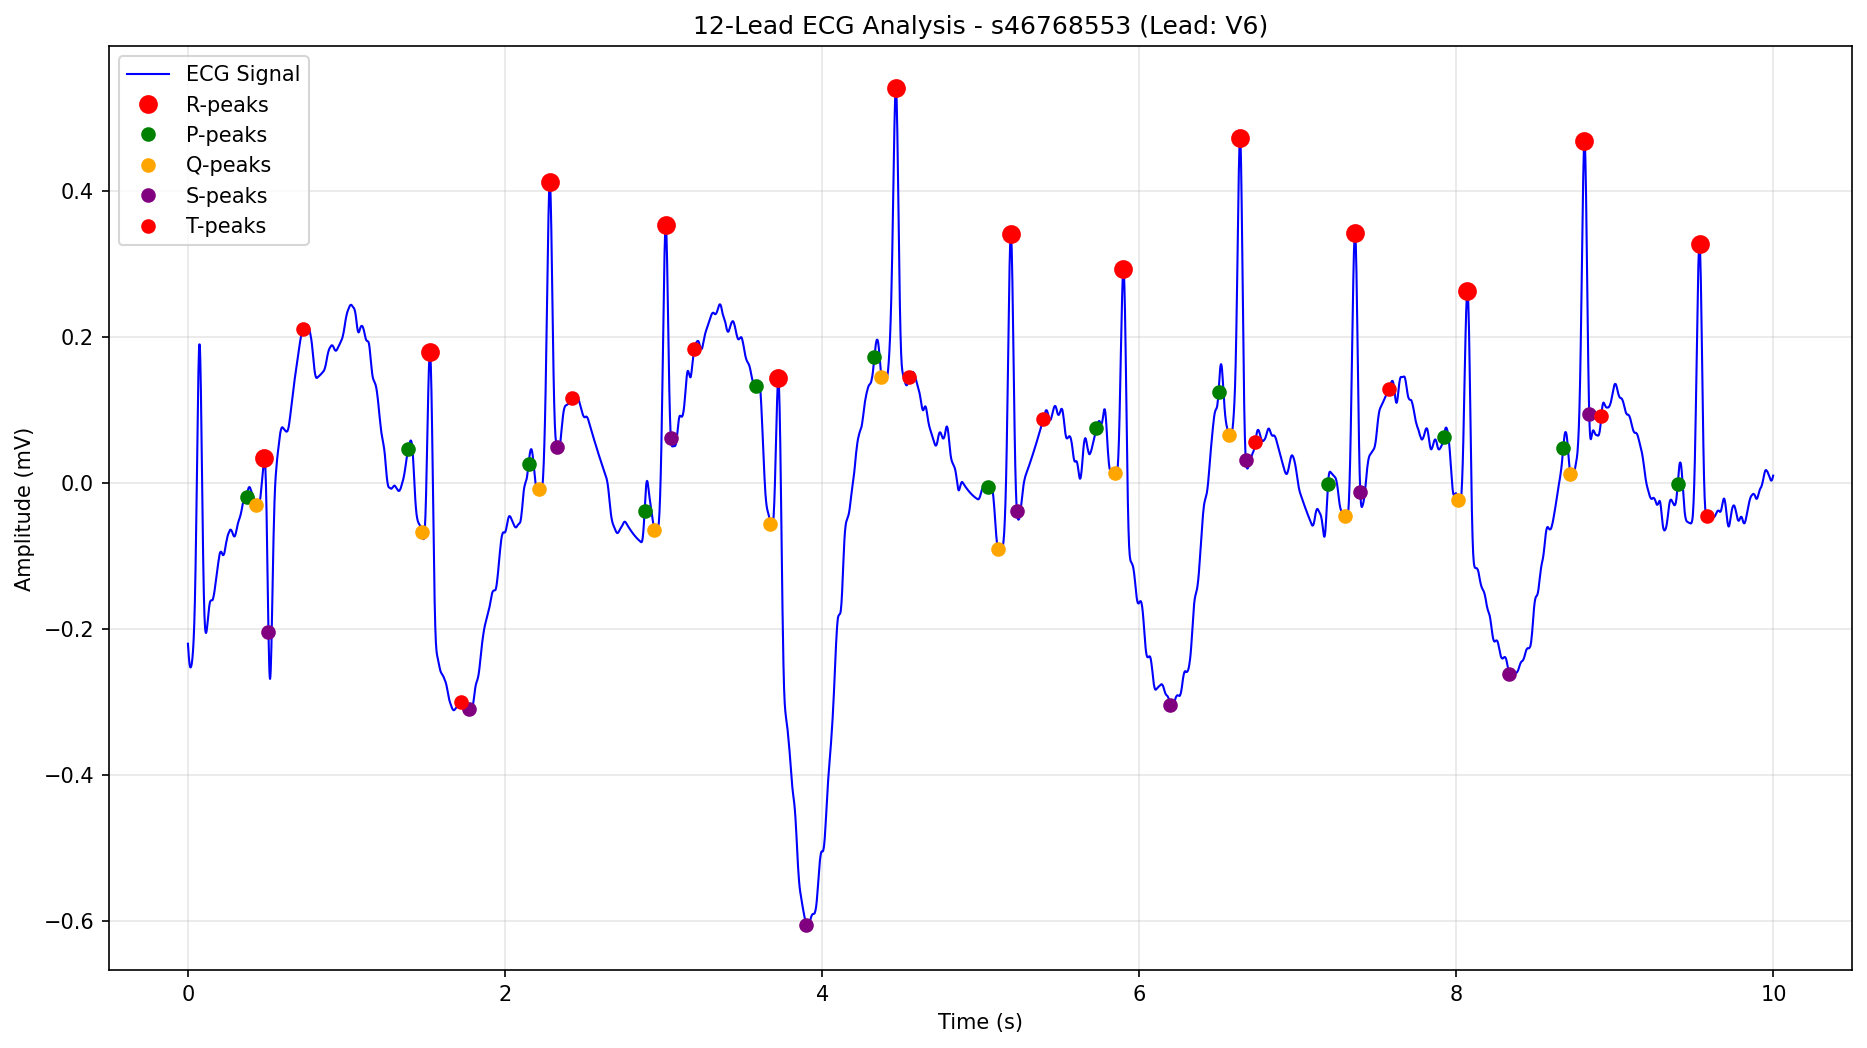 12-Lead ECG Analysis - s46768553 (Lead: V6)
ECG Signal
R-peaks
P-peaks
Q-peaks
S-peaks
T-peaks
Amplitude (mV)
0.4
0.2
0.0
−0.2
−0.4
−0.6
0 2 4 6 8 10
Time (s)